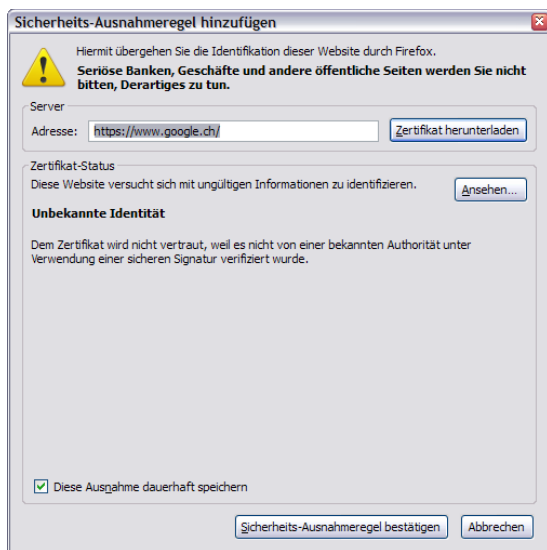 Sicherheits-Ausnahmeregel hinzufügen
Hiermit übergehen Sie die Identifikation dieser Website durch Firefox.
Seriöse Banken, Geschäfte und andere öffentliche Seiten werden Sie nicht
bitten, Derartiges zu tun.
Server
Adresse: https://www.google.ch/ Zertifikat herunterladen
Zertifikat-Status
Diese Website versucht sich mit ungültigen Informationen zu identifizieren. Ansehen...
Unbekannte Identität
Dem Zertifikat wird nicht vertraut, weil es nicht von einer bekannten Authorität unter
Verwendung einer sicheren Signatur verifiziert wurde.
Diese Ausnahme dauerhaft speichern
Sicherheits-Ausnahmeregel bestätigen Abbrechen